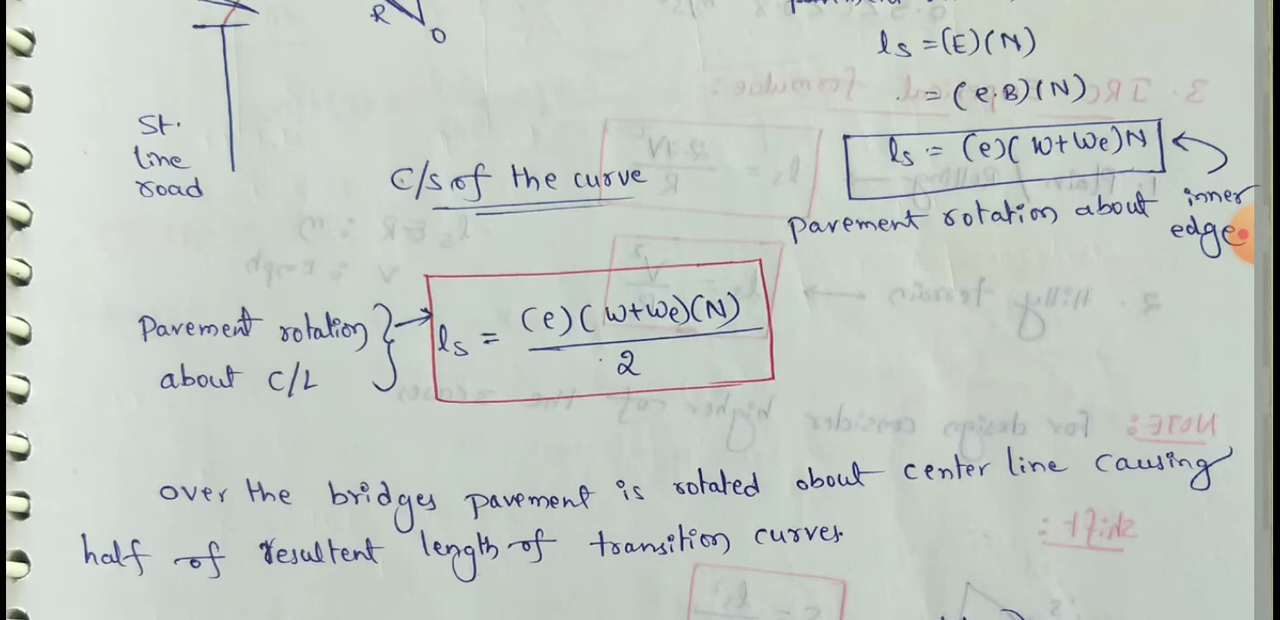 R
O
ls = (E)(N)
= (e.B)(N)
St.
line
road
ls = (e)(W+We)N
C/s of the curve
pavement rotation about inner
edge.
Pavement rotation
about C/L
ls = (e)(W+We)(N)
2
over the bridges pavement is rotated about center line causing
half of resultent length of transition curves.